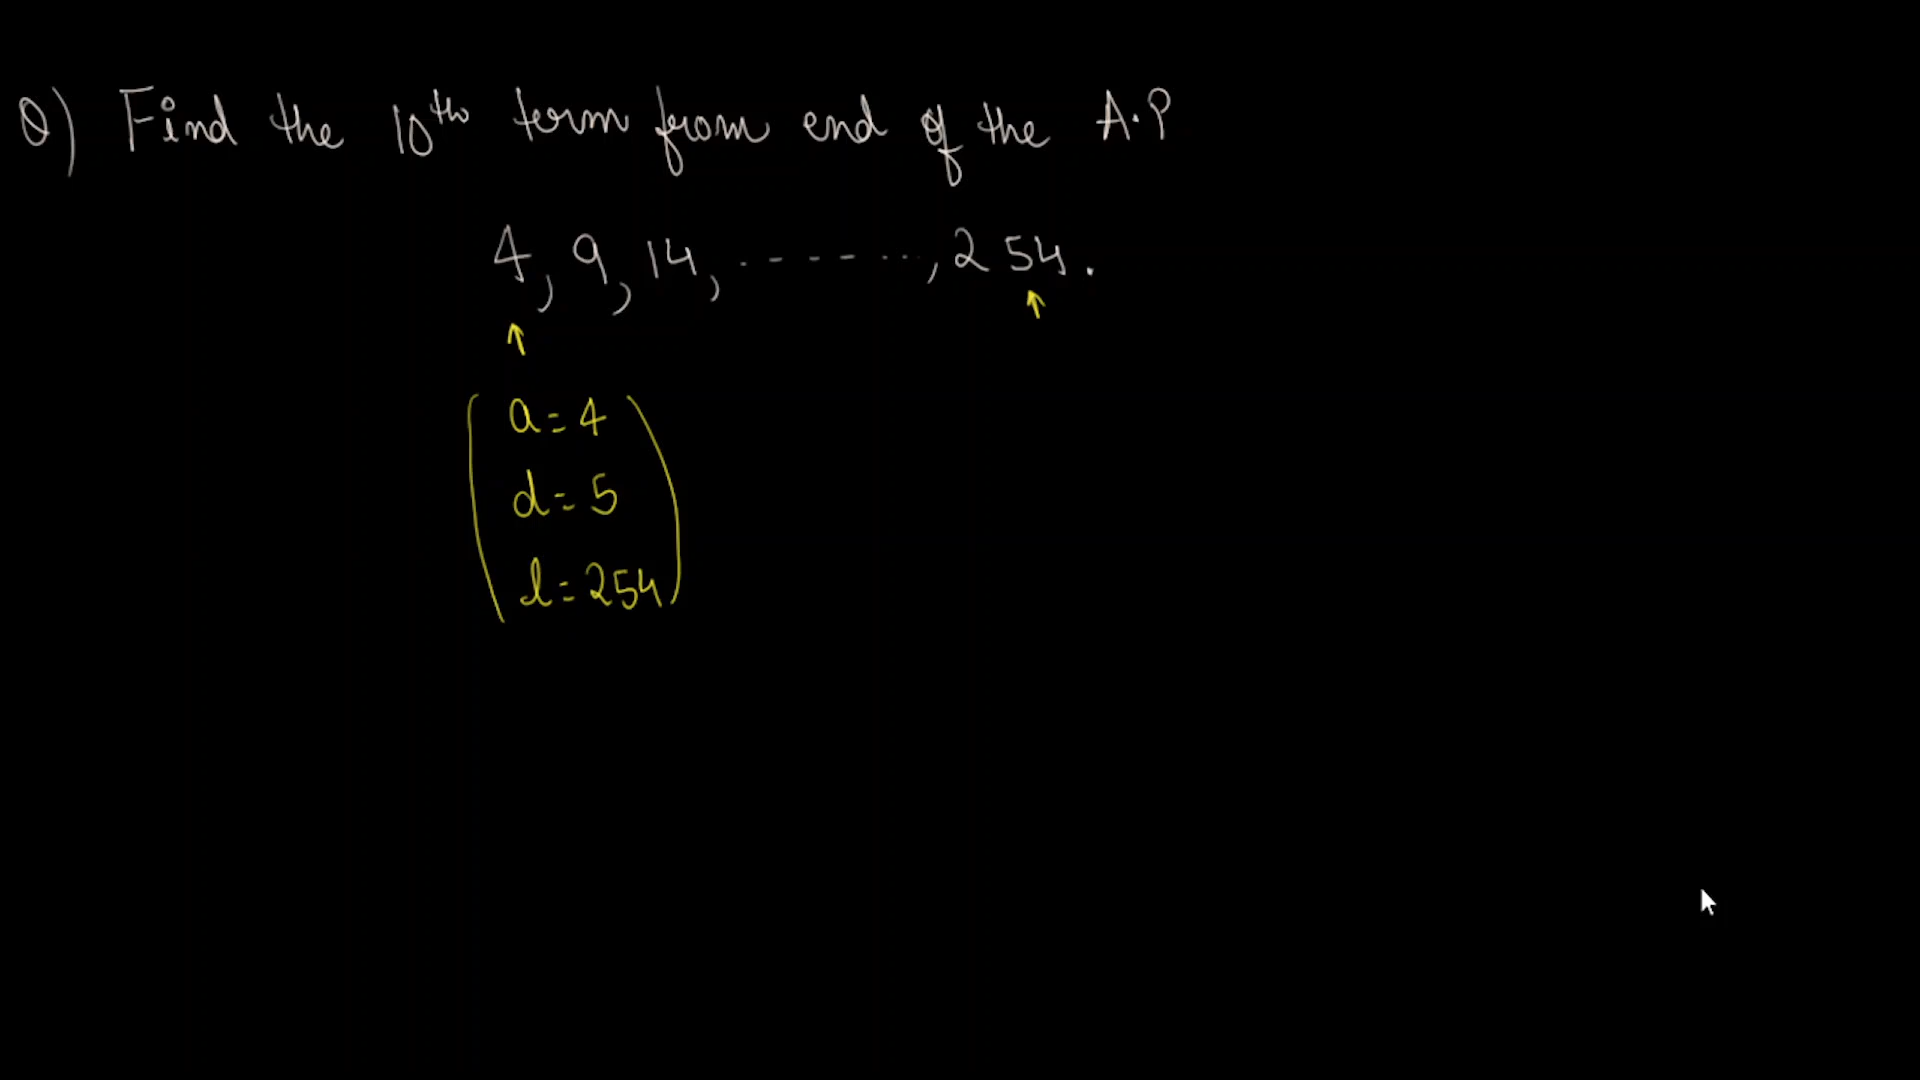 Q) Find the 10th term from end of the A.P
4, 9, 14, - - - - - - ..., 254.
a = 4
d = 5
l = 254